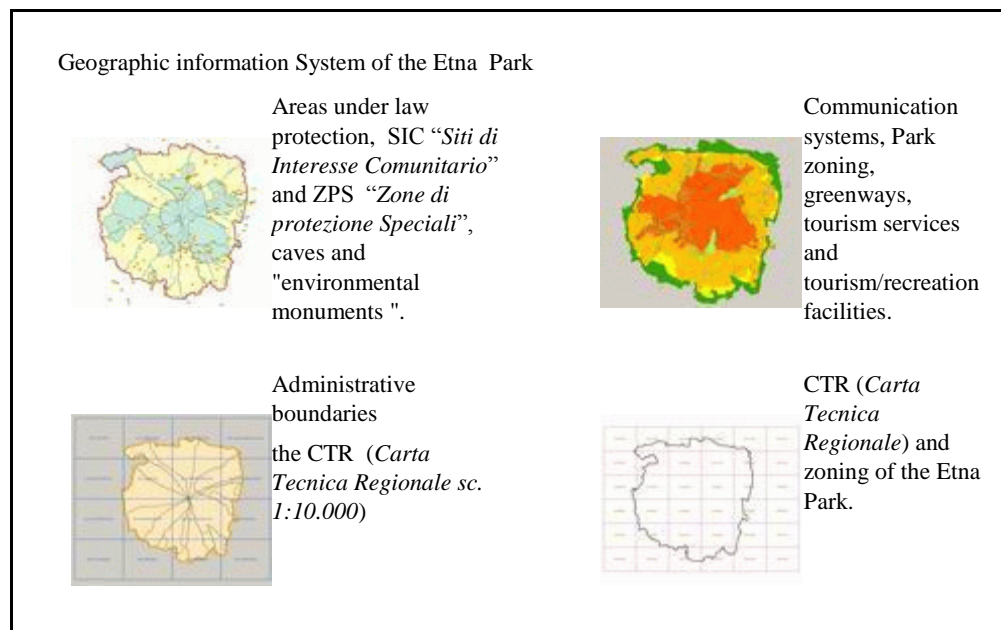 Geographic information System of the Etna Park
Areas under law
protection, SIC “Siti di
Interesse Comunitario”
and ZPS “Zone di
protezione Speciali”,
caves and
"environmental
monuments ".
Communication
systems, Park
zoning,
greenways,
tourism services
and
tourism/recreation
facilities.
Administrative
boundaries
the CTR (Carta
Tecnica Regionale sc.
1:10.000)
CTR (Carta
Tecnica
Regionale) and
zoning of the Etna
Park.